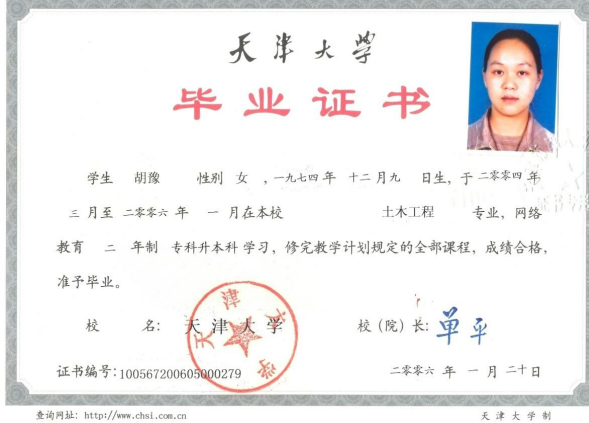 天津大学
毕业证书
学生 胡豫 性别 女 ,一九七四年 十二月九 日生,于二零零四年
三 月至 二零零六 年 一 月在本校 土木工程 专业,网络
教育 二 年制 专科升本科 学习,修完教学计划规定的全部课程,成绩合格,
准予毕业。
校 名: 天津大学 校(院)长: 单平
天津大学
证书编号:100567200605000279 二零零六 年 一 月 二十日
查询网址: http://www.chsi.com.cn 天津大学制